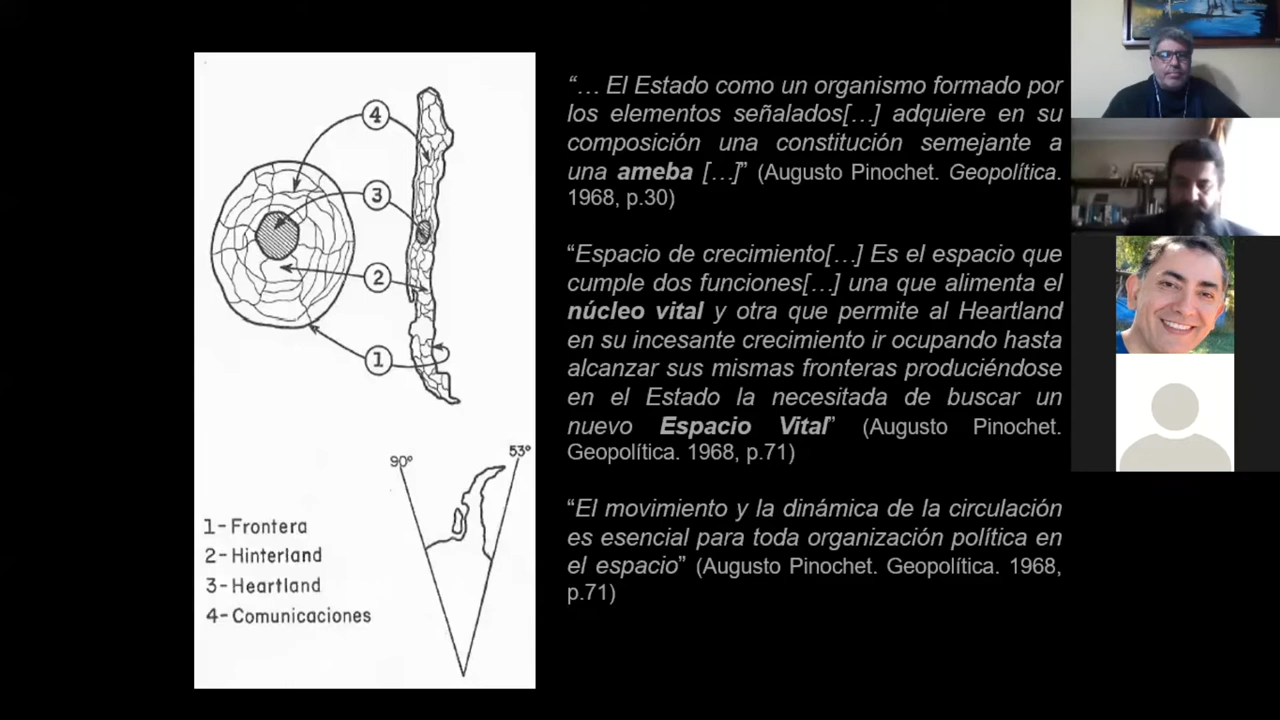 4
3
2
1
90°
53°
1-Frontera
2-Hinterland
3-Heartland
4-Comunicaciones
“… El Estado como un organismo formado por
los elementos señalados[…] adquiere en su
composición una constitución semejante a
una ameba […]” (Augusto Pinochet. Geopolítica.
1968, p.30)
“Espacio de crecimiento[…] Es el espacio que
cumple dos funciones[…] una que alimenta el
núcleo vital y otra que permite al Heartland
en su incesante crecimiento ir ocupando hasta
alcanzar sus mismas fronteras produciéndose
en el Estado la necesitada de buscar un
nuevo Espacio Vital” (Augusto Pinochet.
Geopolítica. 1968, p.71)
“El movimiento y la dinámica de la circulación
es esencial para toda organización política en
el espacio” (Augusto Pinochet. Geopolítica. 1968,
p.71)